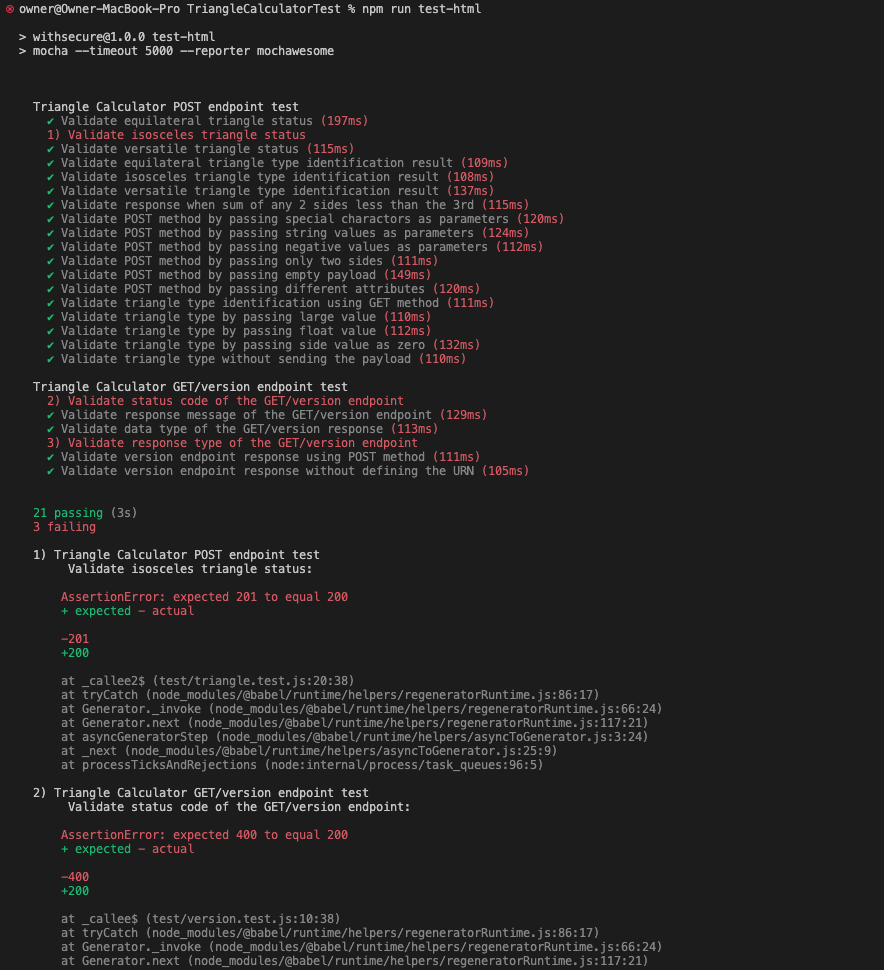 owner@Owner-MacBook-Pro TriangleCalculatorTest % npm run test-html
> withsecure@1.0.0 test-html
> mocha --timeout 5000 --reporter mochawesome
Triangle Calculator POST endpoint test
✔ Validate equilateral triangle status (197ms)
1) Validate isosceles triangle status
✔ Validate versatile triangle status (115ms)
✔ Validate equilateral triangle type identification result (109ms)
✔ Validate isosceles triangle type identification result (108ms)
✔ Validate versatile triangle type identification result (137ms)
✔ Validate response when sum of any 2 sides less than the 3rd (115ms)
✔ Validate POST method by passing special charactors as parameters (120ms)
✔ Validate POST method by passing string values as parameters (124ms)
✔ Validate POST method by passing negative values as parameters (112ms)
✔ Validate POST method by passing only two sides (111ms)
✔ Validate POST method by passing empty payload (149ms)
✔ Validate POST method by passing different attributes (120ms)
✔ Validate triangle type identification using GET method (111ms)
✔ Validate triangle type by passing large value (110ms)
✔ Validate triangle type by passing float value (112ms)
✔ Validate triangle type by passing side value as zero (132ms)
✔ Validate triangle type without sending the payload (110ms)
Triangle Calculator GET/version endpoint test
2) Validate status code of the GET/version endpoint
✔ Validate response message of the GET/version endpoint (129ms)
✔ Validate data type of the GET/version response (113ms)
3) Validate response type of the GET/version endpoint
✔ Validate version endpoint response using POST method (111ms)
✔ Validate version endpoint response without defining the URN (105ms)
21 passing (3s)
3 failing
1) Triangle Calculator POST endpoint test
Validate isosceles triangle status:
AssertionError: expected 201 to equal 200
+ expected - actual
-201
+200
at _callee2$ (test/triangle.test.js:20:38)
at tryCatch (node_modules/@babel/runtime/helpers/regeneratorRuntime.js:86:17)
at Generator._invoke (node_modules/@babel/runtime/helpers/regeneratorRuntime.js:66:24)
at Generator.next (node_modules/@babel/runtime/helpers/regeneratorRuntime.js:117:21)
at asyncGeneratorStep (node_modules/@babel/runtime/helpers/asyncToGenerator.js:3:24)
at _next (node_modules/@babel/runtime/helpers/asyncToGenerator.js:25:9)
at processTicksAndRejections (node:internal/process/task_queues:96:5)
2) Triangle Calculator GET/version endpoint test
Validate status code of the GET/version endpoint:
AssertionError: expected 400 to equal 200
+ expected - actual
-400
+200
at _callee$ (test/version.test.js:10:38)
at tryCatch (node_modules/@babel/runtime/helpers/regeneratorRuntime.js:86:17)
at Generator._invoke (node_modules/@babel/runtime/helpers/regeneratorRuntime.js:66:24)
at Generator.next (node_modules/@babel/runtime/helpers/regeneratorRuntime.js:117:21)